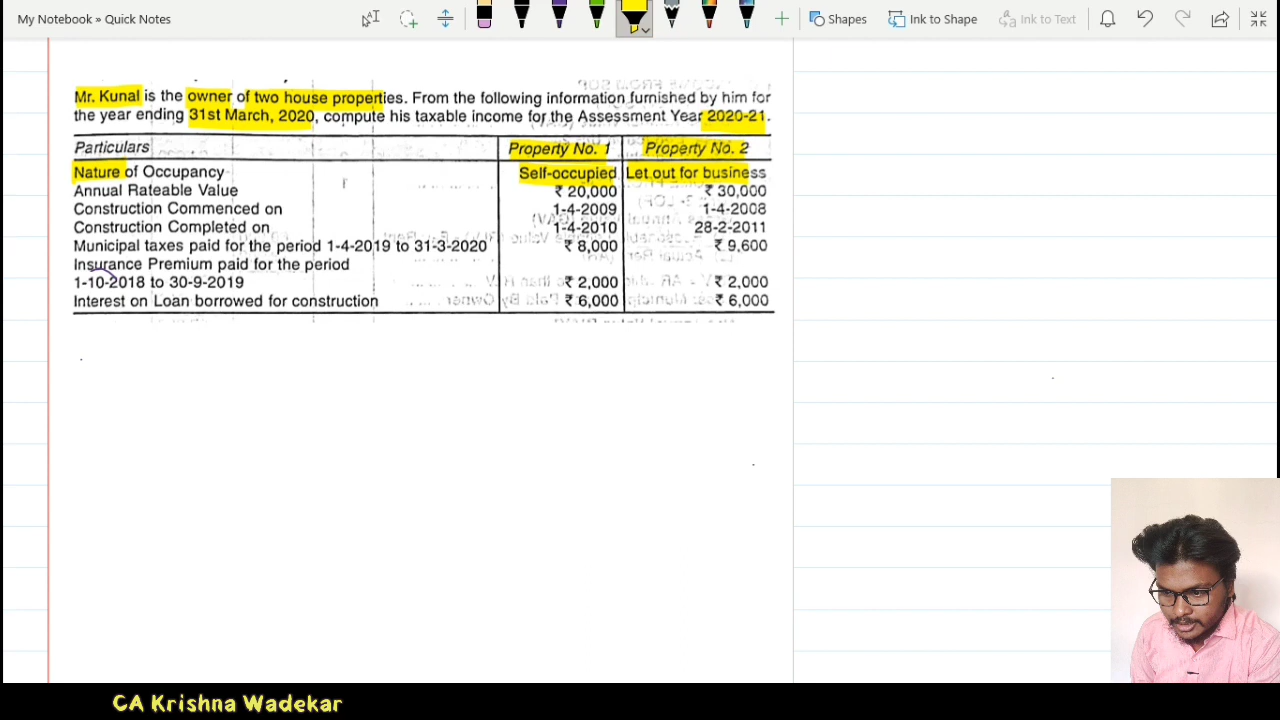 My Notebook » Quick Notes
Shapes
Ink to Shape
Ink to Text
Mr. Kunal is the owner of two house properties. From the following information furnished by him for
the year ending 31st March, 2020, compute his taxable income for the Assessment Year 2020-21.
Particulars Property No. 1 Property No. 2
Nature of Occupancy Self-occupied Let out for business
Annual Rateable Value ₹ 20,000 ₹ 30,000
Construction Commenced on 1-4-2009 1-4-2008
Construction Completed on 1-4-2010 28-2-2011
Municipal taxes paid for the period 1-4-2019 to 31-3-2020 ₹ 8,000 ₹ 9,600
Insurance Premium paid for the period
1-10-2018 to 30-9-2019 ₹ 2,000 ₹ 2,000
Interest on Loan borrowed for construction ₹ 6,000 ₹ 6,000
CA Krishna Wadekar